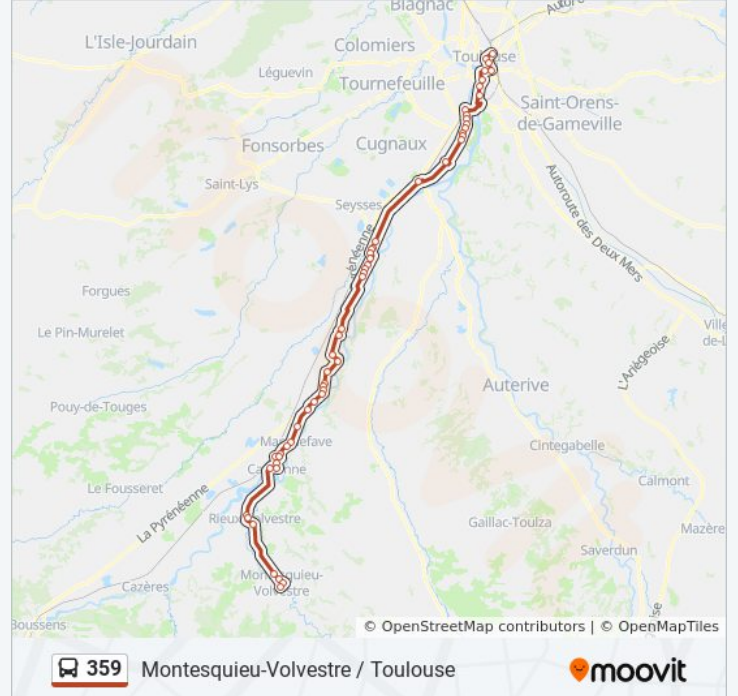 Blagnac
L'Isle-Jourdain
Colomiers
Toulouse
Léguevin
Tournefeuille
Saint-Orens-
de-Gameville
Fonsorbes
Cugnaux
Saint-Lys
Autoroute des Deux Mers
Seysses
Forgues
Le Pin-Murelet
L'Ariégeoise
Auterive
Pouy-de-Touges
Cintegabelle
Calmont
Le Fousseret
La Pyrénéenne
Rieux-Volvestre
Gaillac-Toulza
Mazère
Saverdun
Montesquieu-
Volvestre
Cazères
Boussens
© OpenStreetMap contributors | © OpenMapTiles
359 Montesquieu-Volvestre / Toulouse
moovit